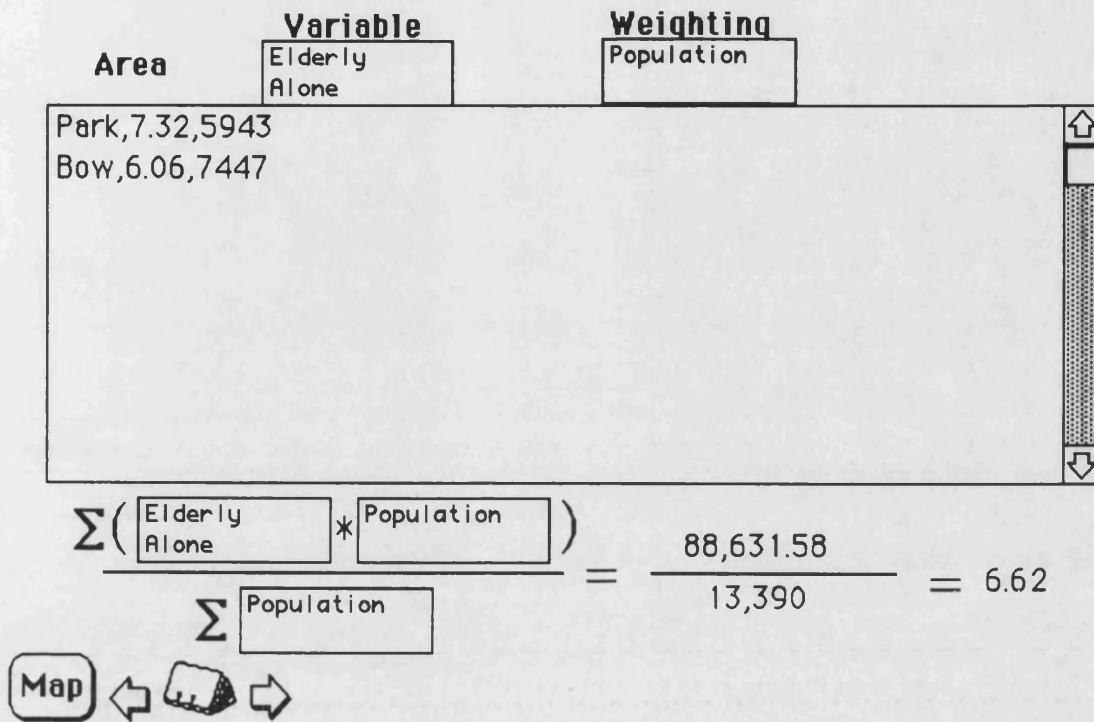 Variable Weighting
Area Elderly Alone Population
Park,7.32,5943
Bow,6.06,7447
Σ( Elderly Alone * Population ) = 88,631.58 = 6.62
Σ Population 13,390
Map